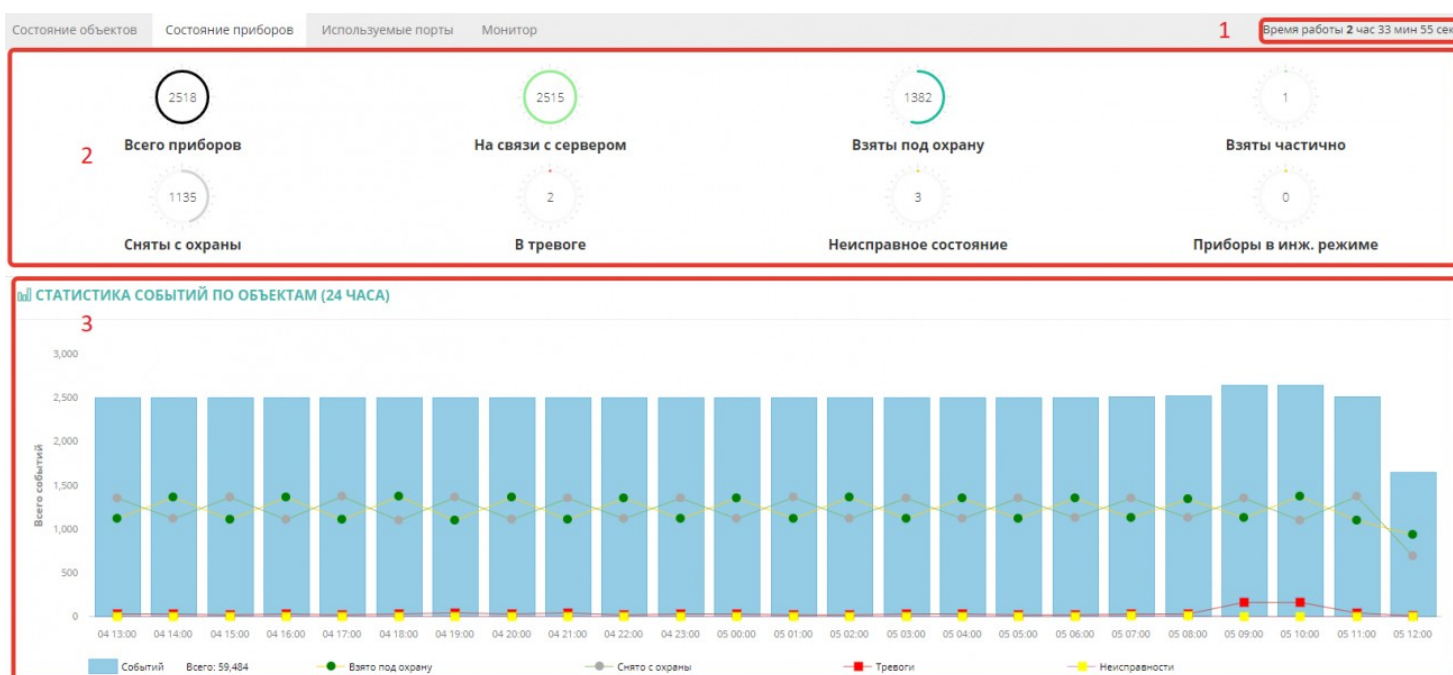 Состояние объектов Состояние приборов Используемые порты Монитор 1 Время работы 2 час 33 мин 55 сек
2518 2515 1382 1
Всего приборов На связи с сервером Взяты под охрану Взяты частично
2
1135 2 3 0
Сняты с охраны В тревоге Неисправное состояние Приборы в инж. режиме
СТАТИСТИКА СОБЫТИЙ ПО ОБЪЕКТАМ (24 ЧАСА)
3
Всего событий
3,000
2,500
2,000
1,500
1,000
500
0
04 13:00 04 14:00 04 15:00 04 16:00 04 17:00 04 18:00 04 19:00 04 20:00 04 21:00 04 22:00 04 23:00 05 00:00 05 01:00 05 02:00 05 03:00 05 04:00 05 05:00 05 06:00 05 07:00 05 08:00 05 09:00 05 10:00 05 11:00 05 12:00
Событий Всего: 59,484 Взято под охрану Снято с охраны Тревоги Неисправности